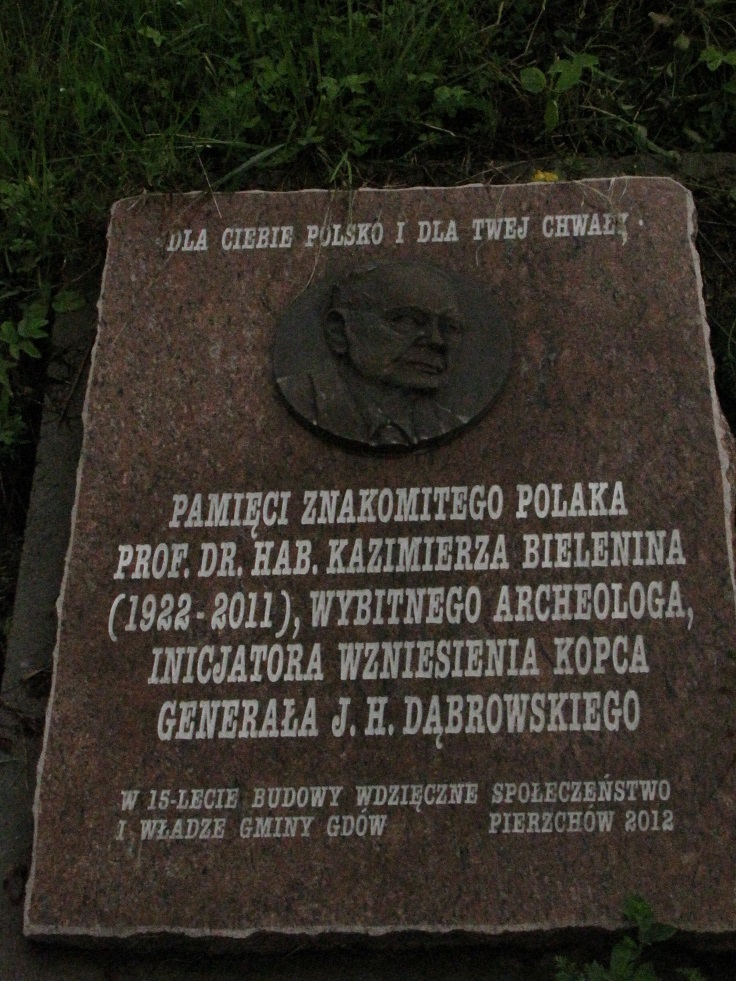 "DLA CIEBIE POLSKO I DLA TWEJ CHWAŁY"
PAMIĘCI ZNAKOMITEGO POLAKA
PROF. DR. HAB. KAZIMIERZA BIELENINA
(1922-2011), WYBITNEGO ARCHEOLOGA,
INICJATORA WZNIESIENIA KOPCA
GENERAŁA J. H. DĄBROWSKIEGO
W 15-LECIE BUDOWY WDZIĘCZNE SPOŁECZEŃSTWO
I WŁADZE GMINY GDÓW PIERZCHÓW 2012